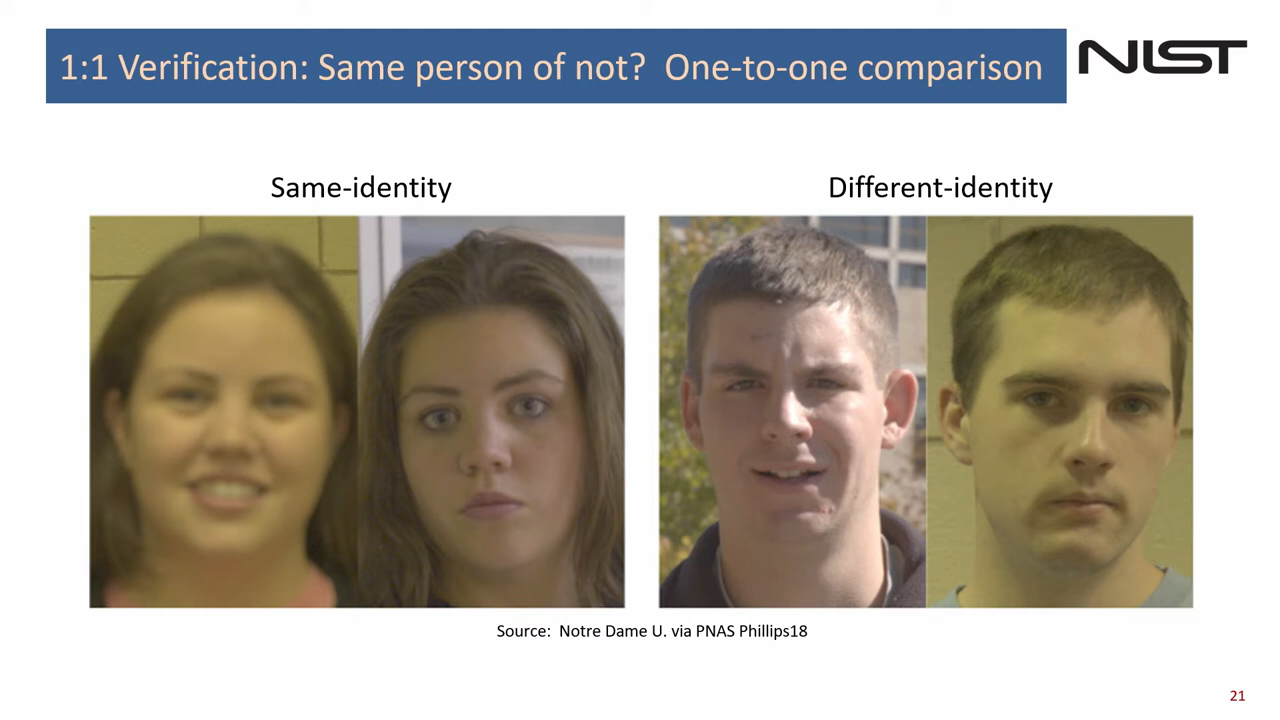 1:1 Verification: Same person of not? One-to-one comparison
NIST
Same-identity
Different-identity
Source: Notre Dame U. via PNAS Phillips18
21